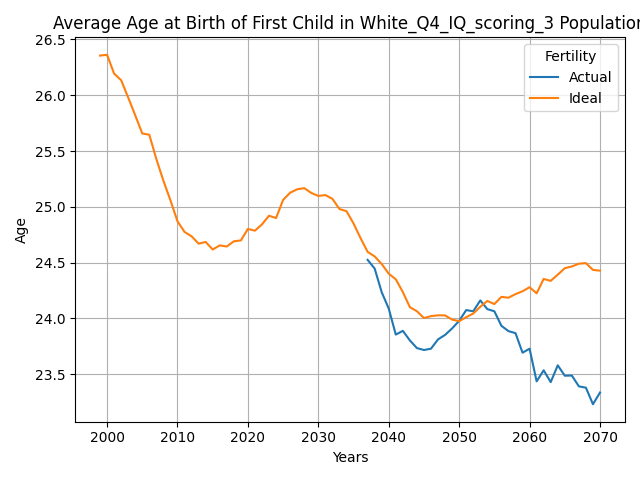 Average Age at Birth of First Child in White_Q4_IQ_scoring_3 Population
26.5
26.0
25.5
25.0
24.5
24.0
23.5
Age
Fertility
Actual
Ideal
2000 2010 2020 2030 2040 2050 2060 2070
Years